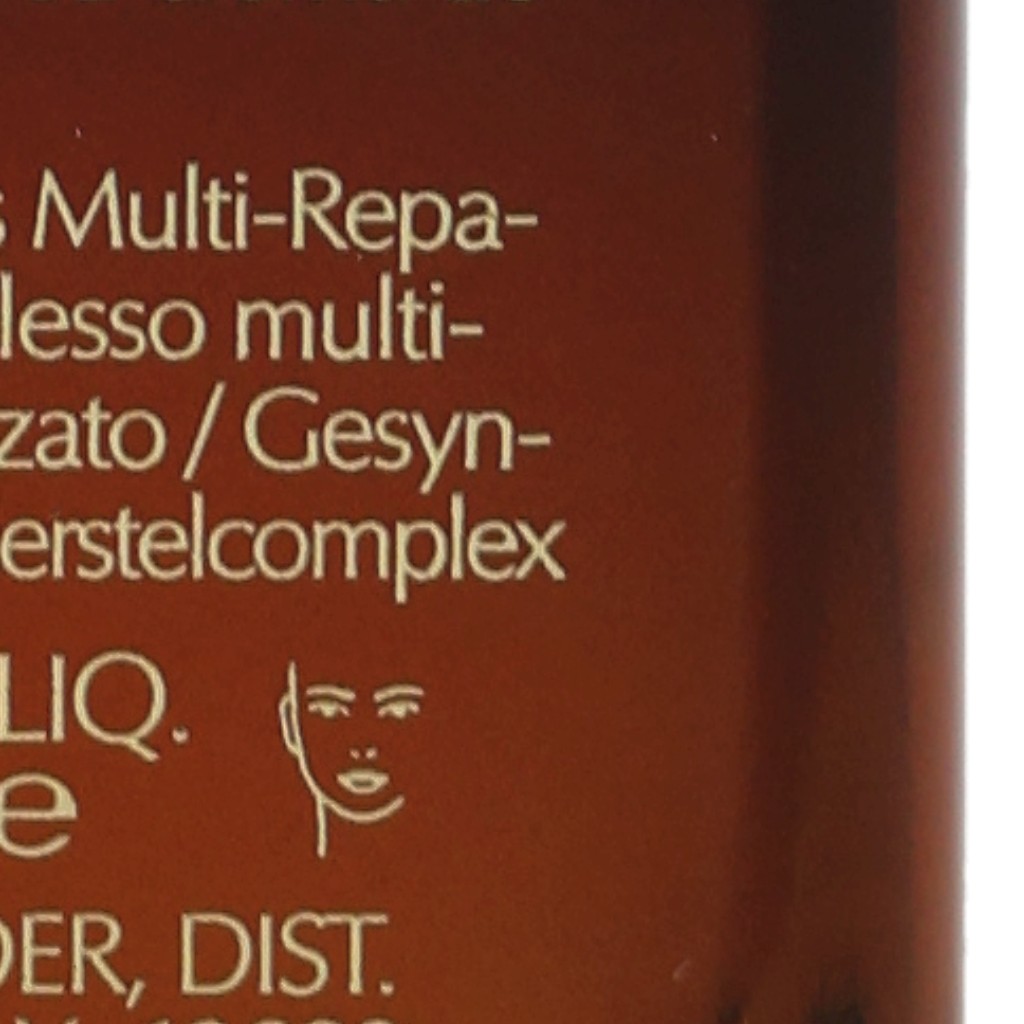 Multi-Repa-
lesso multi-
zato / Gesyn-
erstelcomplex
LIQ.
e
DER, DIST.